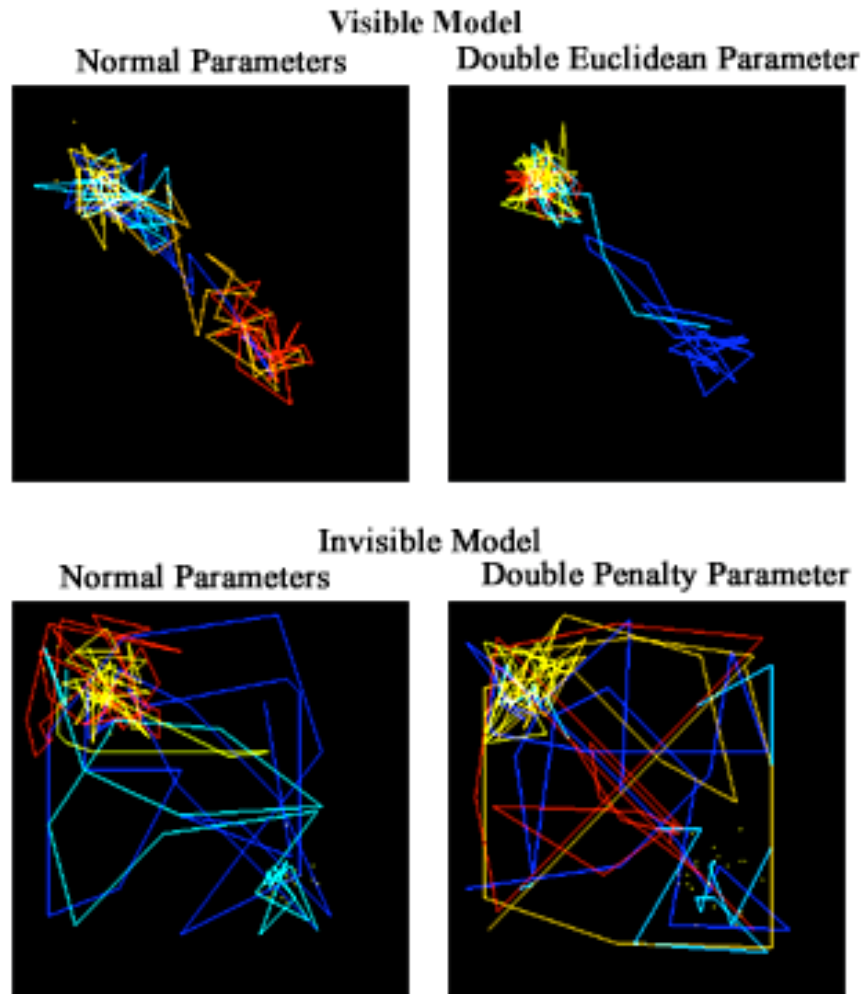 Visible Model
Normal Parameters
Double Euclidean Parameter
Invisible Model
Normal Parameters
Double Penalty Parameter